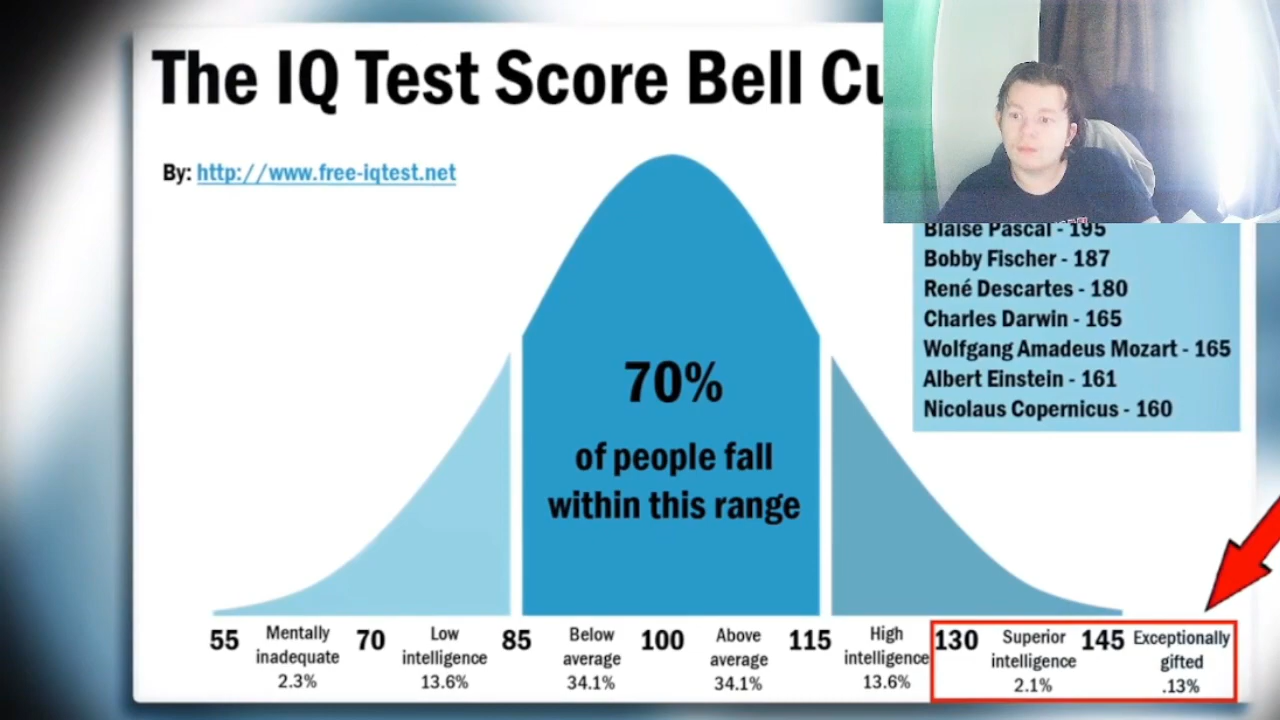 The IQ Test Score Bell
By: http://www.free-iqtest.net
Blaise Pascal - 195
Bobby Fischer - 187
René Descartes - 180
Charles Darwin - 165
Wolfgang Amadeus Mozart - 165
Albert Einstein - 161
Nicolaus Copernicus - 160
70%
of people fall
within this range
55 Mentally inadequate 2.3%
70 Low intelligence 13.6%
85 Below average 34.1%
100 Above average 34.1%
115 High intelligence 13.6%
130 Superior intelligence 2.1%
145 Exceptionally gifted .13%